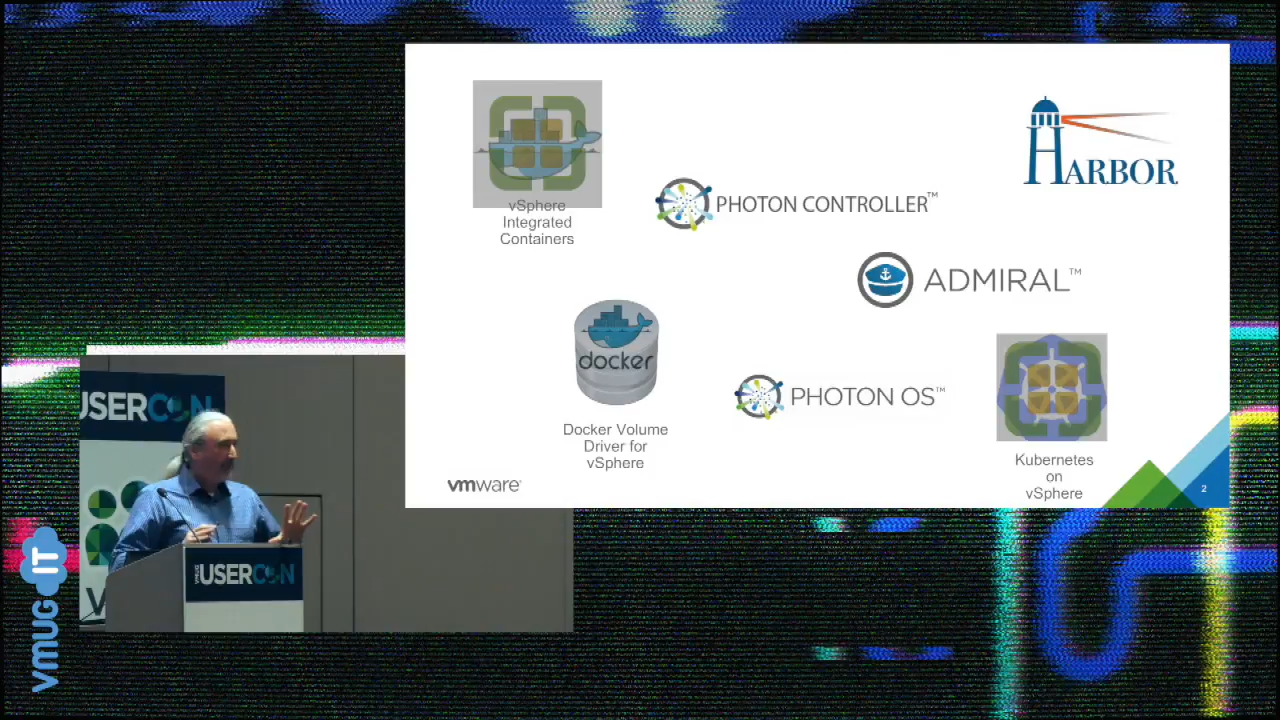 vSphere
Integrated
Containers
PHOTON CONTROLLER™
HARBOR
ADMIRAL™
docker
Docker Volume
Driver for
vSphere
PHOTON OS™
Kubernetes
on
vSphere
vmware®
2
USERCON
USERCON
VMUG IT